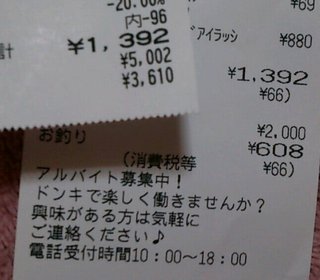 -20.00%
内-96
計 ¥1,392
¥5,002
¥3,610
¥69
ドアイラッシ ¥880
¥1,392
¥66)
¥2,000
お釣り ¥608
(消費税等 ¥66)
アルバイト募集中！
ドンキで楽しく働きませんか？
興味がある方は気軽に
ご連絡ください♪
電話受付時間10：00～18：00